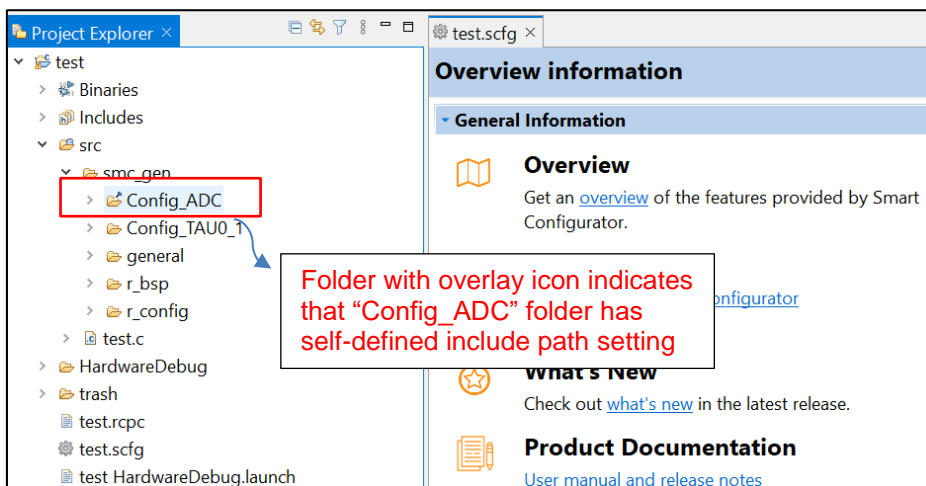 Project Explorer
test
Binaries
Includes
src
smc_gen
Config_ADC
Config_TAU0_1
general
r_bsp
r_config
test.c
HardwareDebug
trash
test.rcpc
test.scfg
test HardwareDebug.launch
test.scfg
Overview information
General Information
Overview
Get an overview of the features provided by Smart
Configurator.
onfigurator
Folder with overlay icon indicates
that “Config_ADC” folder has
self-defined include path setting
What's New
Check out what's new in the latest release.
Product Documentation
User manual and release notes